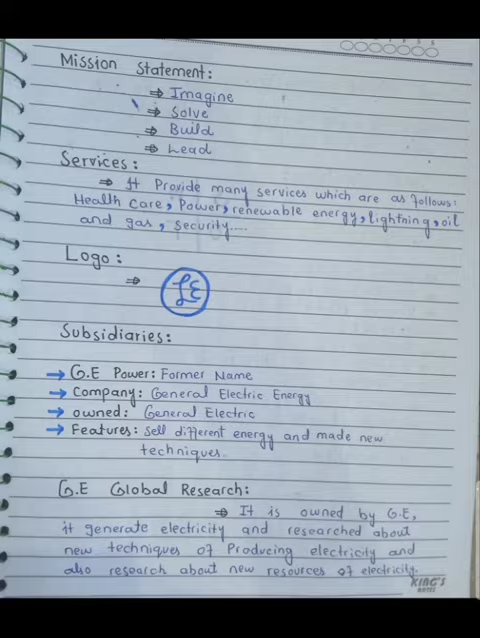 Mission Statement:
⇒ Imagine
⇒ Solve
⇒ Build
⇒ Lead
Services:
⇒ It Provide many services which are as follows:
Health Care, Power, renewable energy, lightning, oil
and gas, security....
Logo:
⇒ GE
Subsidiaries:
→ G.E Power: Former Name
→ Company: General Electric Energy
→ owned: General Electric
→ Features: sell different energy and made new
techniques.
G.E Global Research:
⇒ It is owned by G.E,
it generate electricity and researched about
new techniques of Producing electricity and
also research about new resources of electricity.
KING'S
NOTES